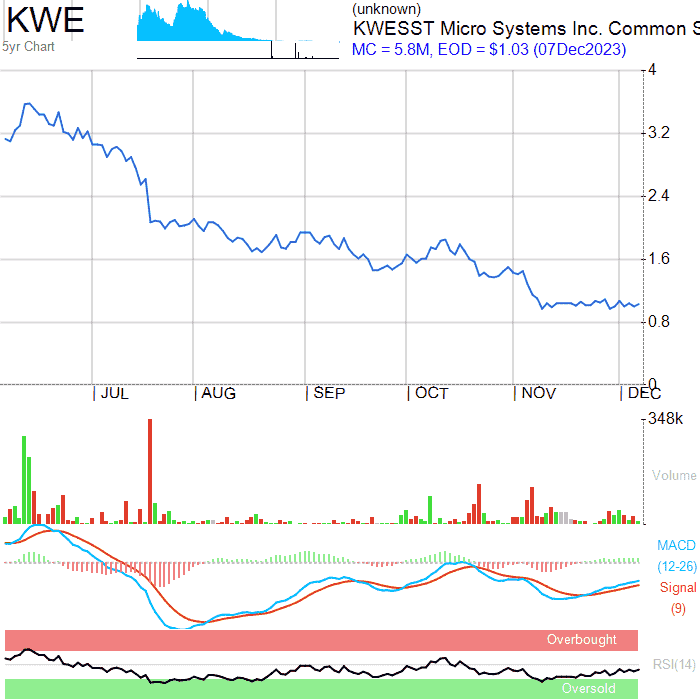 KWE
5yr Chart
(unknown)
KWESST Micro Systems Inc. Common S
MC = 5.8M, EOD = $1.03 (07Dec2023)
4
3.2
2.4
1.6
0.8
0
JUL AUG SEP OCT NOV DEC
348k
Volume
MACD
(12-26)
Signal
(9)
Overbought
RSI(14)
Oversold